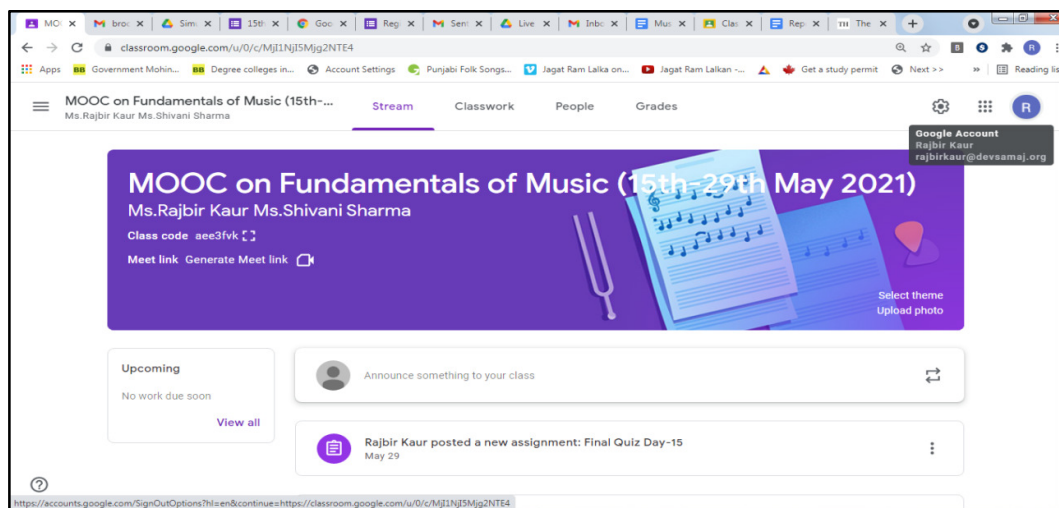 MO
broc
Sim
15th
Goo
Reg
Sent
Live
Inbo
Mus
Clas
Rep
TH The
classroom.google.com/u/0/c/MjI1NjI5Mjg2NTE4
Apps
BB Government Mohin...
BB Degree colleges in...
Account Settings
Punjabi Folk Songs...
Jagat Ram Lalka on...
Jagat Ram Lalkan -...
Get a study permit
Next >>
»
Reading lis
MOOC on Fundamentals of Music (15th-...
Ms.Rajbir Kaur Ms.Shivani Sharma
Stream
Classwork
People
Grades
R
Google Account
Rajbir Kaur
rajbirkaur@devsamaj.org
MOOC on Fundamentals of Music (15th-29th May 2021)
Ms.Rajbir Kaur Ms.Shivani Sharma
Class code aee3fvk
Meet link Generate Meet link
Select theme
Upload photo
Upcoming
No work due soon
View all
Announce something to your class
Rajbir Kaur posted a new assignment: Final Quiz Day-15
May 29
https://accounts.google.com/SignOutOptions?hl=en&continue=https://classroom.google.com/u/0/c/MjI1NjI5Mjg2NTE4